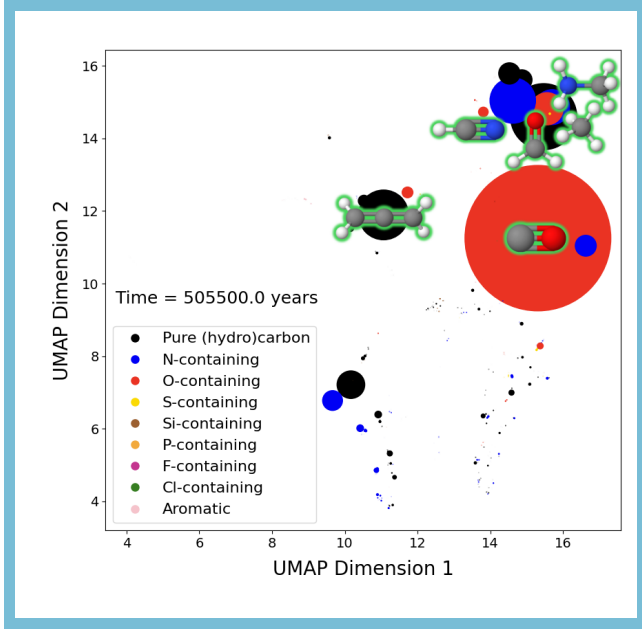 16
14
12
10
8
6
4
UMAP Dimension 2
Time = 505500.0 years
Pure (hydro)carbon
N-containing
O-containing
S-containing
Si-containing
P-containing
F-containing
Cl-containing
Aromatic
4 6 8 10 12 14 16
UMAP Dimension 1